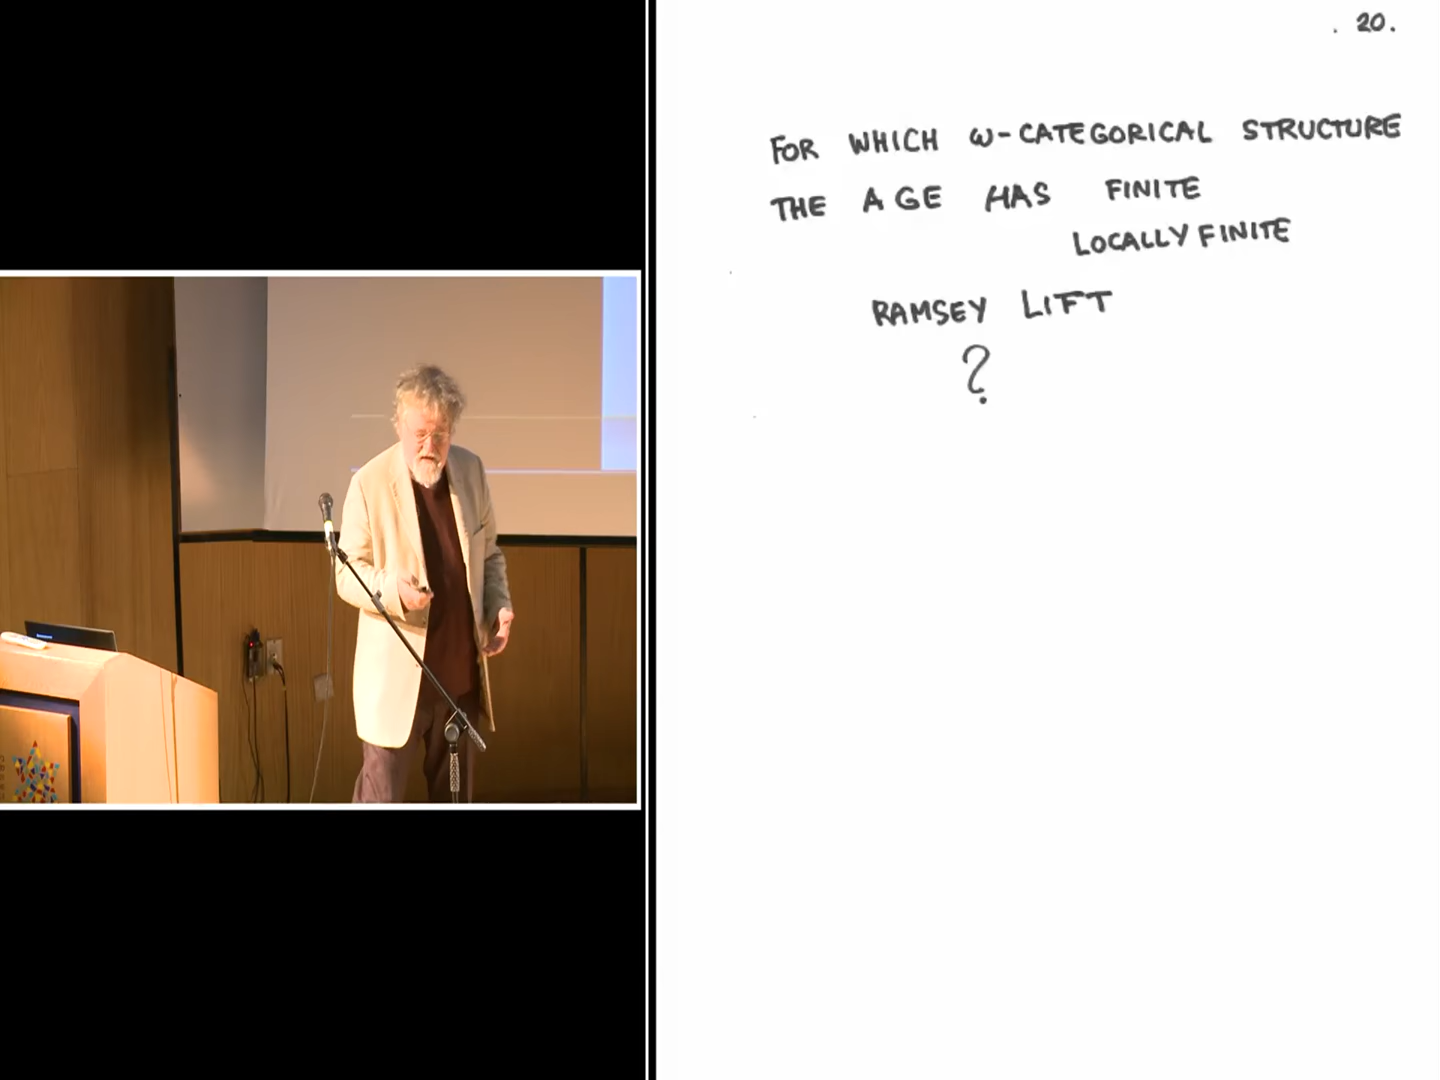 . 20.
FOR WHICH ω-CATEGORICAL STRUCTURE
THE AGE HAS FINITE
LOCALLY FINITE
RAMSEY LIFT
?